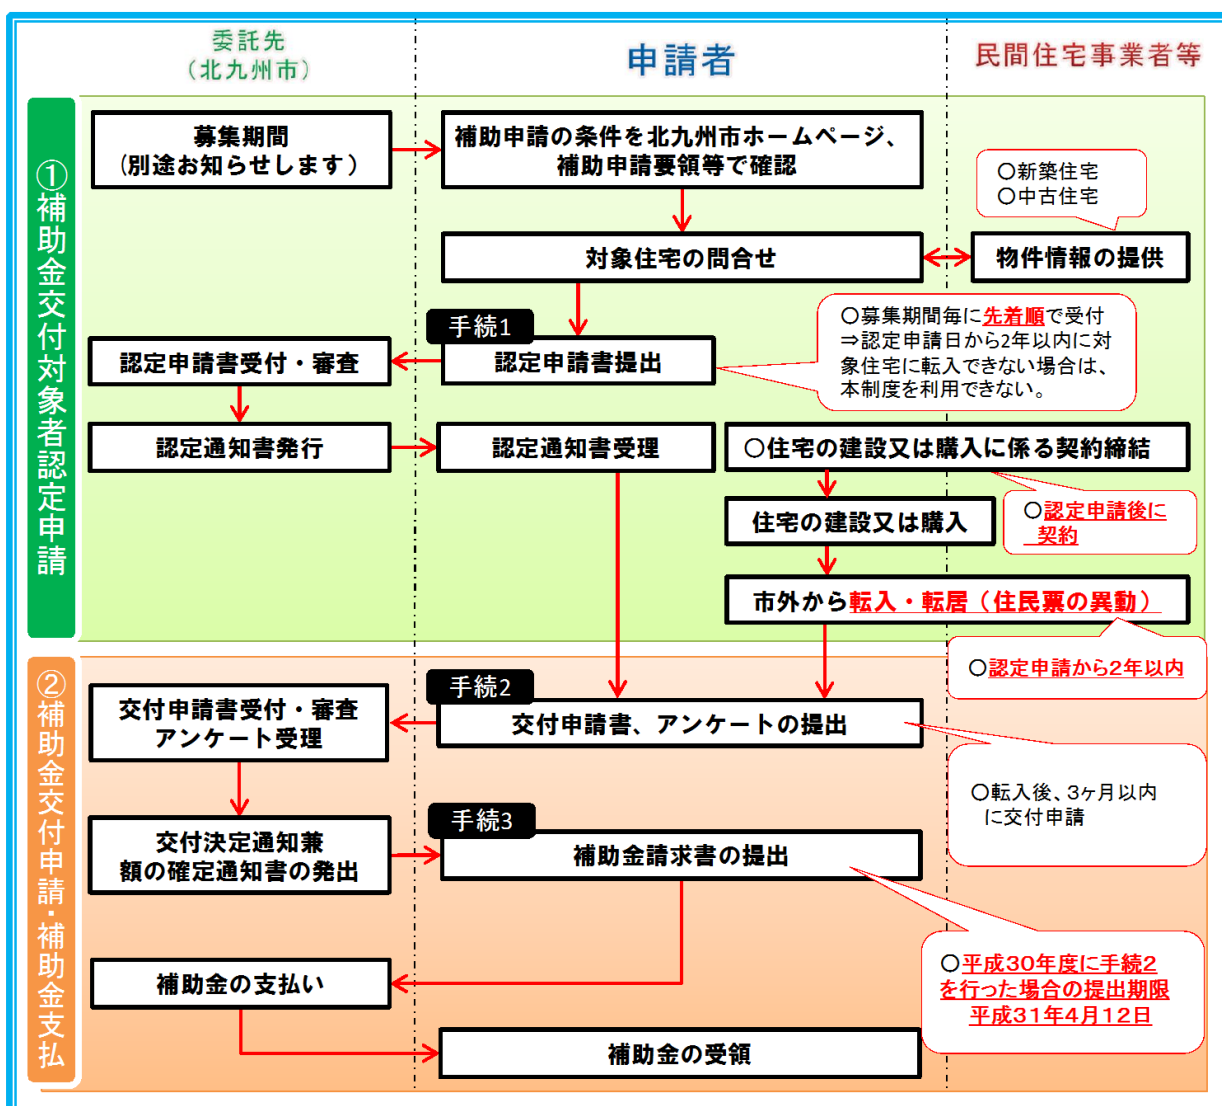 委託先
（北九州市）
申請者
民間住宅事業者等
①補助金交付対象者認定申請
募集期間
（別途お知らせします）
補助申請の条件を北九州市ホームページ、
補助申請要領等で確認
〇新築住宅
〇中古住宅
対象住宅の問合せ
物件情報の提供
手続1
認定申請書提出
〇募集期間毎に先着順で受付
⇒認定申請日から2年以内に対
象住宅に転入できない場合は、
本制度を利用できない。
認定申請書受付・審査
認定通知書発行
認定通知書受理
〇住宅の建設又は購入に係る契約締結
住宅の建設又は購入
〇認定申請後に
契約
市外から転入・転居（住民票の異動）
〇認定申請から2年以内
②補助金交付申請・補助金支払
手続2
交付申請書受付・審査
アンケート受理
交付申請書、アンケートの提出
〇転入後、3ヶ月以内
に交付申請
手続3
交付決定通知兼
額の確定通知書の発出
補助金請求書の提出
〇平成30年度に手続2
を行った場合の提出期限
平成31年4月12日
補助金の支払い
補助金の受領